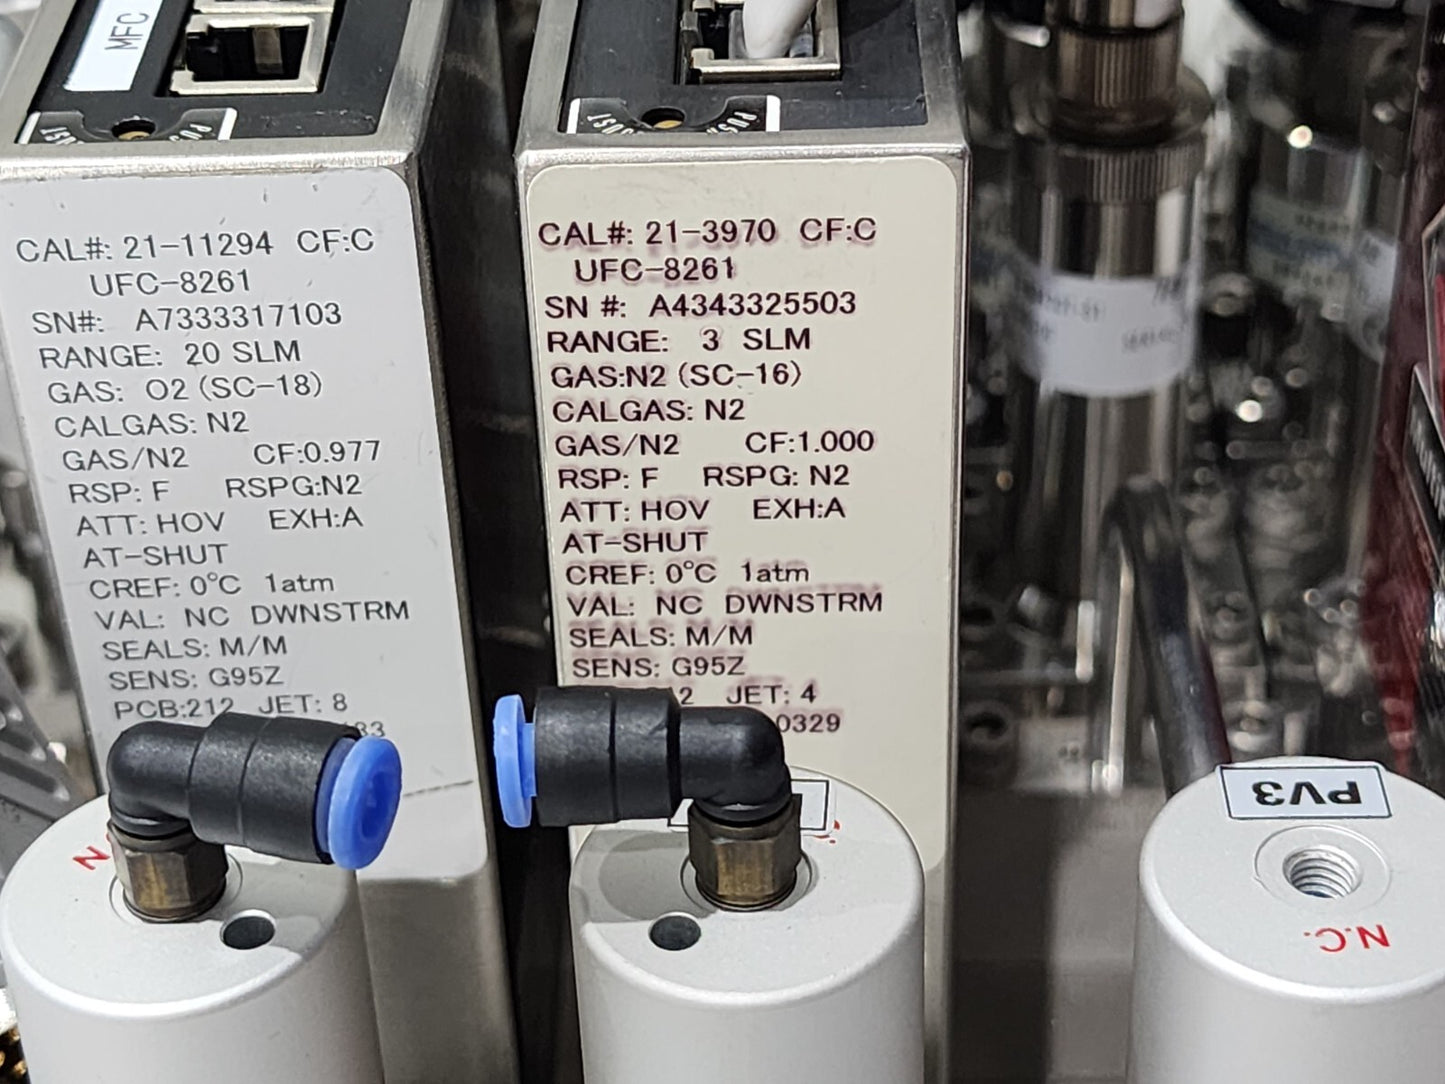 MFC
CAL#: 21-11294 CF:C
UFC-8261
SN#: A7333317103
RANGE: 20 SLM
GAS: O2 (SC-18)
CALGAS: N2
GAS/N2 CF:0.977
RSP: F RSPG:N2
ATT: HOV EXH:A
AT-SHUT
CREF: 0°C 1atm
VAL: NC DWNSTRM
SEALS: M/M
SENS: G95Z
PCB:212 JET: 8
CAL#: 21-3970 CF:C
UFC-8261
SN #: A4343325503
RANGE: 3 SLM
GAS:N2 (SC-16)
CALGAS: N2
GAS/N2 CF:1.000
RSP: F RSPG: N2
ATT: HOV EXH:A
AT-SHUT
CREF: 0°C 1atm
VAL: NC DWNSTRM
SEALS: M/M
SENS: G95Z
2 JET: 4
0329
PV3
N.C.